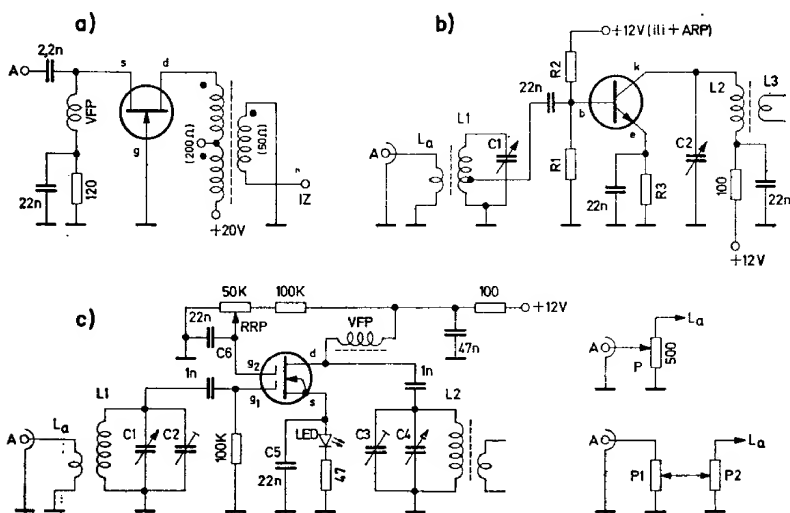 a)
2,2n
A
s
d
VFP
g
22n
120
(200Ω)
(50Ω)
IZ
+20V
b)
+12V (ili + ARP)
R2
22n
k
b
e
L2
L3
A
La
L1
C1
R1
22n
R3
C2
100
22n
+12V
c)
50K
100K
100
+12V
22n
RRP
C6
VFP
47n
1n
g2
d
g1
s
1n
L1
La
A
C1
C2
100K
C5
22n
LED
47
C3
C4
L2
La
A
P
500
A
La
P1
P2